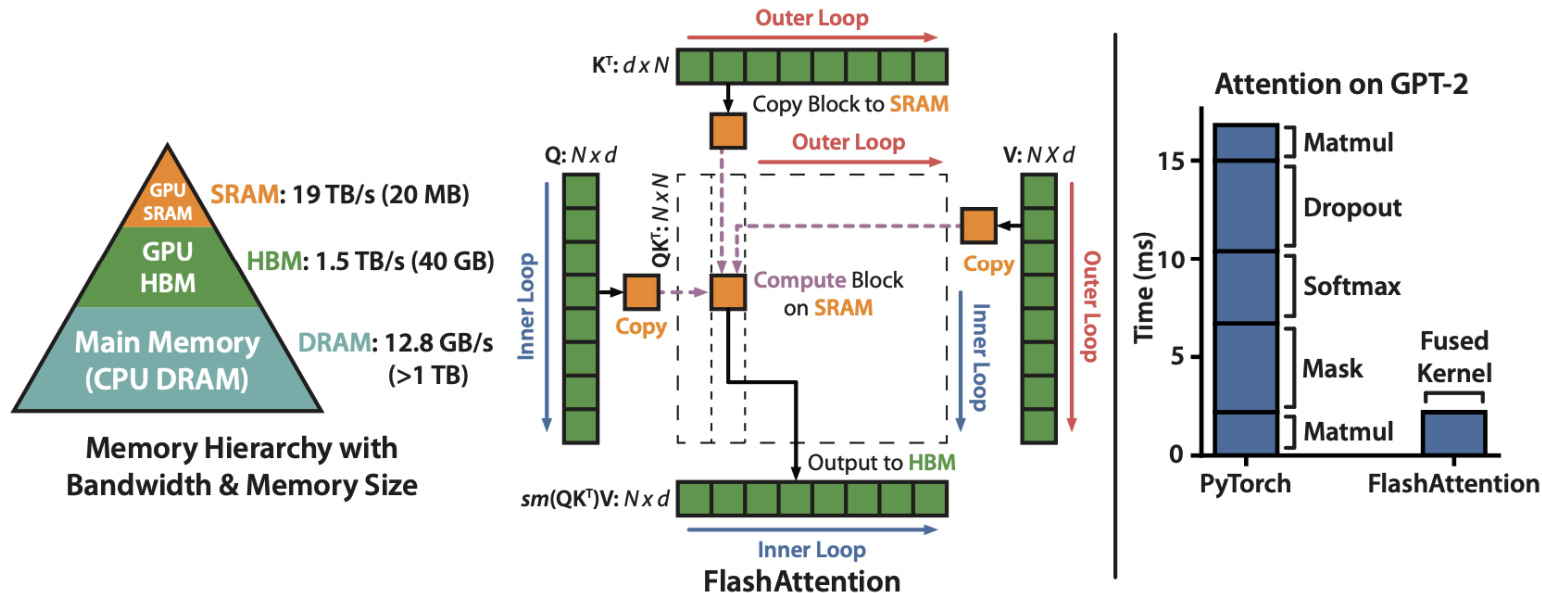 GPU
SRAM
SRAM: 19 TB/s (20 MB)
GPU
HBM
HBM: 1.5 TB/s (40 GB)
Main Memory
(CPU DRAM)
DRAM: 12.8 GB/s
(>1 TB)
Memory Hierarchy with
Bandwidth & Memory Size
Outer Loop
Kᵀ: d x N
Copy Block to SRAM
Outer Loop
Q: N x d
V: N X d
QKᵀ: N x N
Inner Loop
Copy
Compute Block
on SRAM
Copy
Inner Loop
Outer Loop
Output to HBM
sm(QKᵀ)V: N x d
Inner Loop
FlashAttention
Attention on GPT-2
Time (ms)
15
10
5
0
Matmul
Dropout
Softmax
Mask
Matmul
Fused
Kernel
PyTorch
FlashAttention